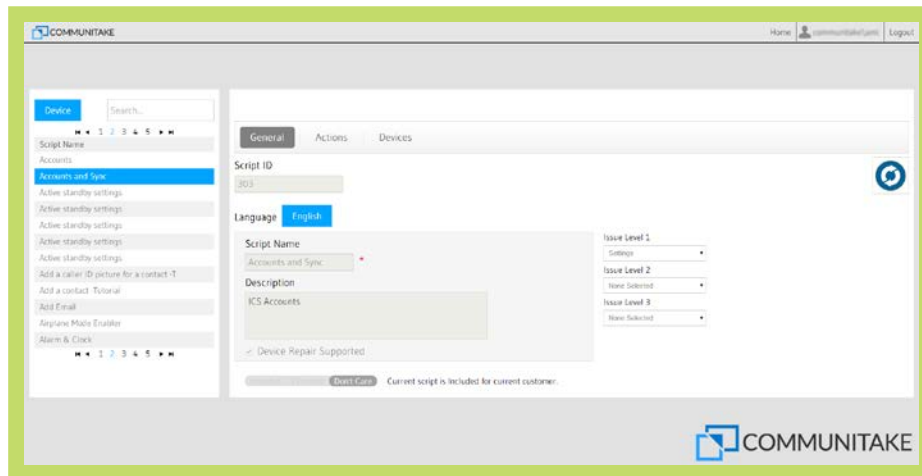 COMMUNITAKE
Home
Logout
Device
Search...
1 2 3 4 5
Script Name
Accounts
Accounts and Sync
Active standby settings
Active standby settings
Active standby settings
Active standby settings
Active standby settings
Add a caller ID picture for a contact -T
Add a contact Tutorial
Add Email
Airplane Mode Enabler
Alarm & Clock
1 2 3 4 5
General Actions Devices
Script ID
303
Language English
Script Name
Accounts and Sync *
Description
ICS Accounts
Device Repair Supported
Issue Level 1
Settings
Issue Level 2
None Selected
Issue Level 3
None Selected
Don't Care Current script is Included for current customer.
COMMUNITAKE